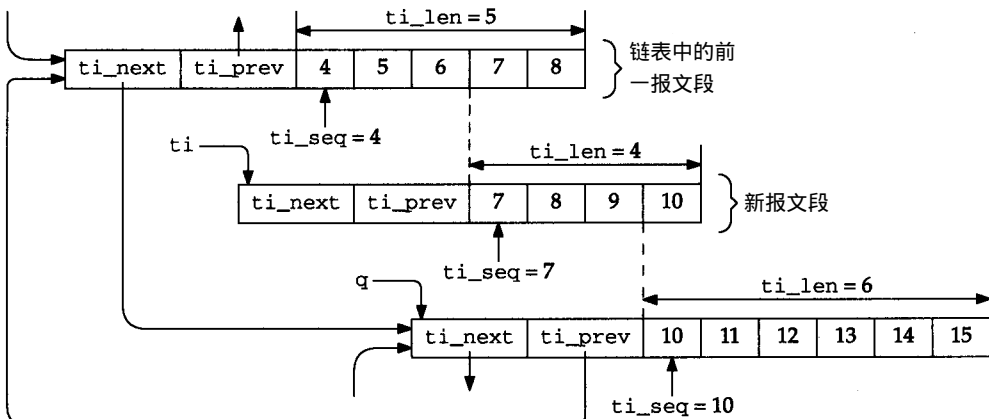 ti_len = 5
ti_next ti_prev 4 5 6 7 8
链表中的前
一报文段
ti_seq = 4
ti
ti_len = 4
ti_next ti_prev 7 8 9 10
新报文段
ti_seq = 7
q
ti_len = 6
ti_next ti_prev 10 11 12 13 14 15
ti_seq = 10